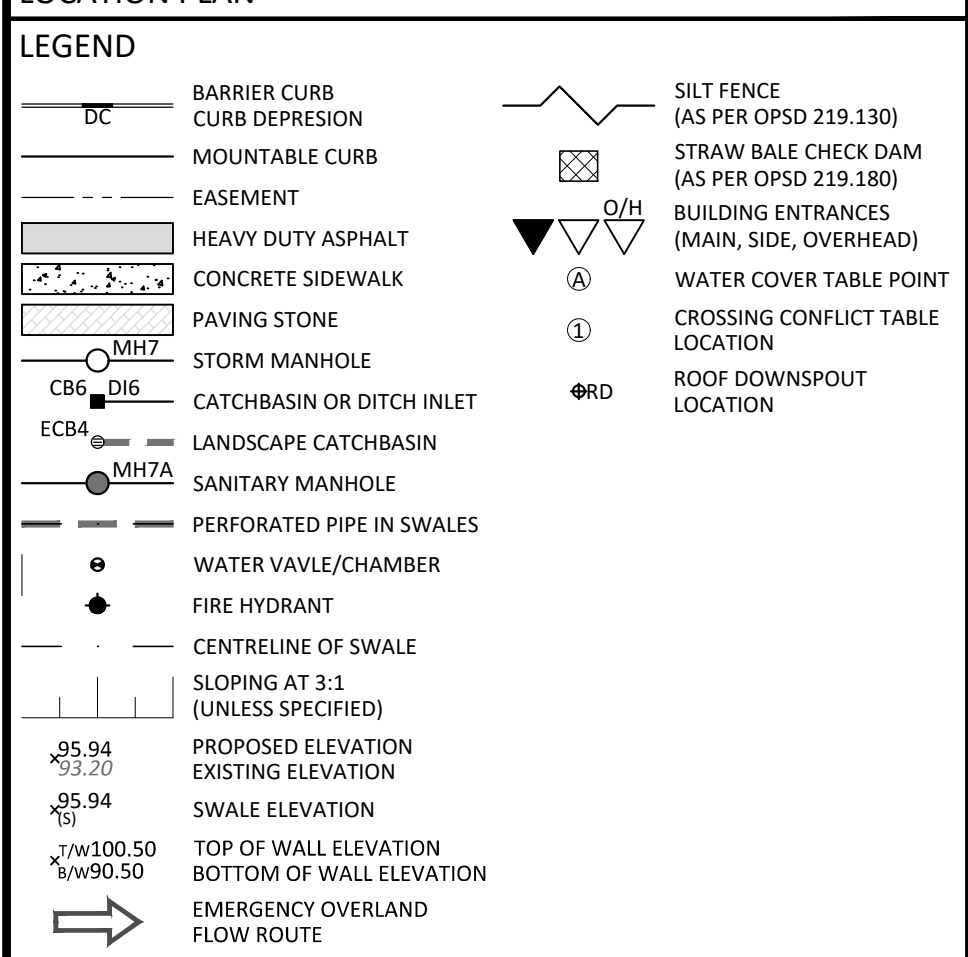 LOCATION PLAN
LEGEND
DC
BARRIER CURB
CURB DEPRESION
MOUNTABLE CURB
EASEMENT
HEAVY DUTY ASPHALT
CONCRETE SIDEWALK
PAVING STONE
MH7
STORM MANHOLE
CB6 DI6
CATCHBASIN OR DITCH INLET
ECB4
LANDSCAPE CATCHBASIN
MH7A
SANITARY MANHOLE
PERFORATED PIPE IN SWALES
WATER VAVLE/CHAMBER
FIRE HYDRANT
CENTRELINE OF SWALE
SLOPING AT 3:1
(UNLESS SPECIFIED)
×95.94
93.20
PROPOSED ELEVATION
EXISTING ELEVATION
×95.94
(S)
SWALE ELEVATION
×T/W100.50
B/W90.50
TOP OF WALL ELEVATION
BOTTOM OF WALL ELEVATION
EMERGENCY OVERLAND
FLOW ROUTE
SILT FENCE
(AS PER OPSD 219.130)
STRAW BALE CHECK DAM
(AS PER OPSD 219.180)
O/H
BUILDING ENTRANCES
(MAIN, SIDE, OVERHEAD)
A
WATER COVER TABLE POINT
1
CROSSING CONFLICT TABLE
LOCATION
RD
ROOF DOWNSPOUT
LOCATION